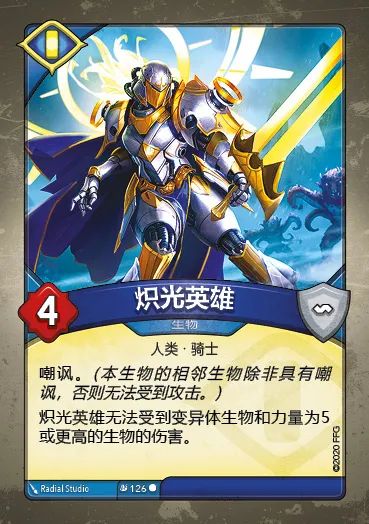 炽光英雄
4
生物
人类·骑士
嘲讽。(本生物的相邻生物除非具有嘲
讽，否则无法受到攻击。)
炽光英雄无法受到变异体生物和力量为5
或更高的生物的伤害。
©2020 FFG
Radial Studio
126